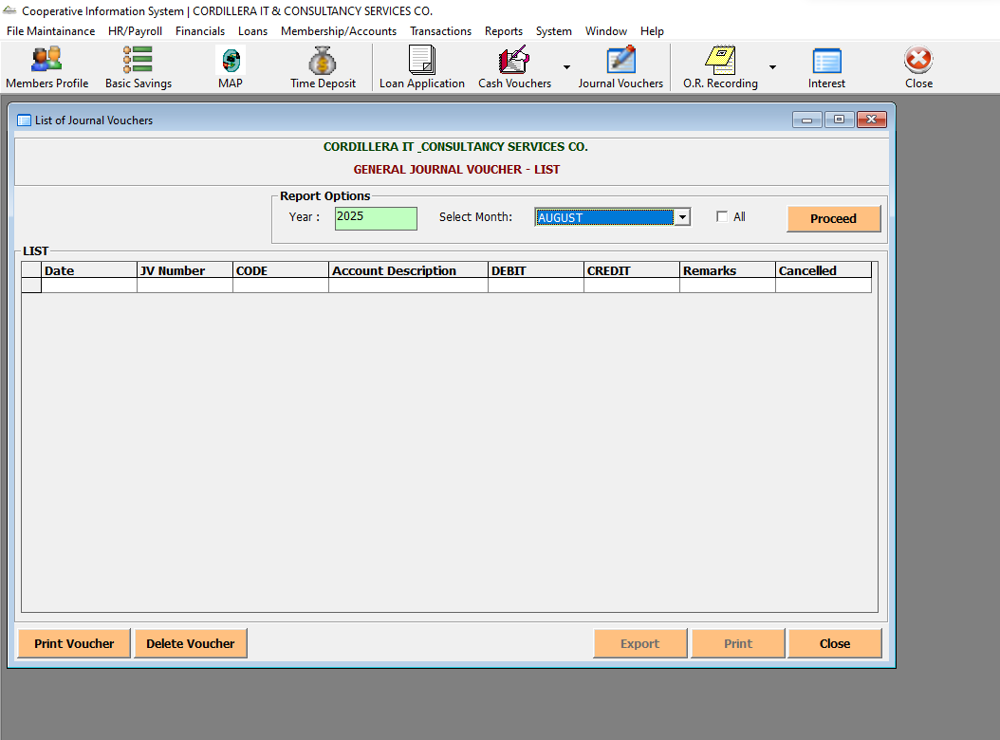 Cooperative Information System | CORDILLERA IT & CONSULTANCY SERVICES CO.
File Maintainance HR/Payroll Financials Loans Membership/Accounts Transactions Reports System Window Help
Members Profile Basic Savings MAP Time Deposit Loan Application Cash Vouchers Journal Vouchers O.R. Recording Interest Close
List of Journal Vouchers
CORDILLERA IT _CONSULTANCY SERVICES CO.
GENERAL JOURNAL VOUCHER - LIST
Report Options
Year : 2025 Select Month: AUGUST All Proceed
LIST
Date JV Number CODE Account Description DEBIT CREDIT Remarks Cancelled
Print Voucher Delete Voucher Export Print Close